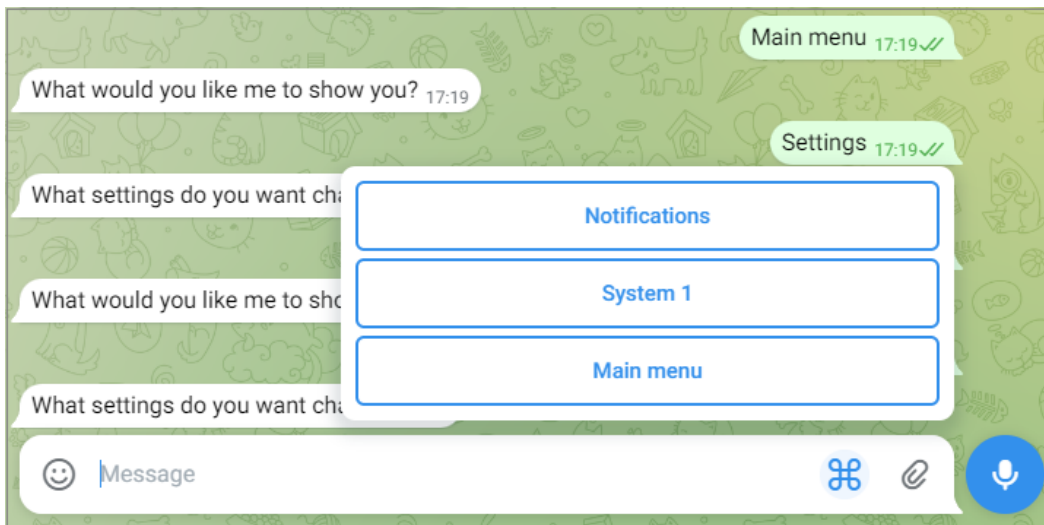 Main menu 17:19
What would you like me to show you? 17:19
Settings 17:19
What settings do you want cha
Notifications
System 1
What would you like me to sho
Main menu
What settings do you want cha
Message